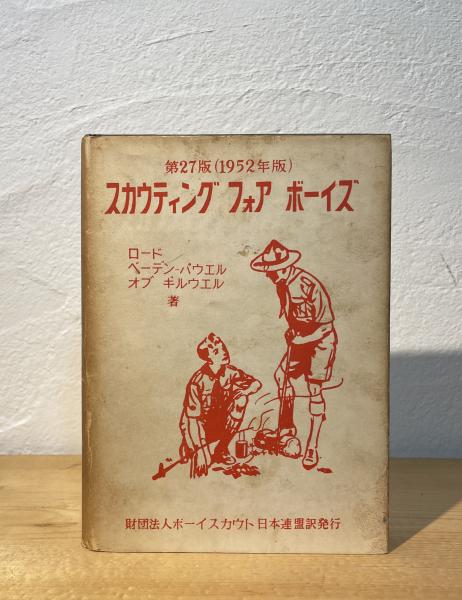 第27版(1952年版)
スカウティング フォア ボーイズ
ロード
ベーデン-パウエル
オブ ギルウエル
著
財団法人ボーイスカウト日本連盟訳発行